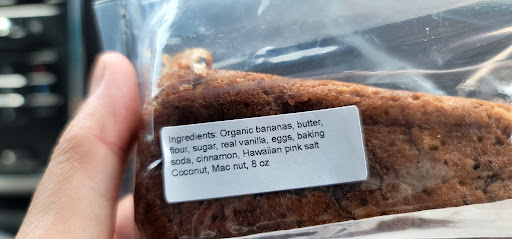 Ingredients: Organic bananas, butter,
flour, sugar, real vanilla, eggs, baking
soda, cinnamon, Hawaiian pink salt
Coconut, Mac nut, 8 oz